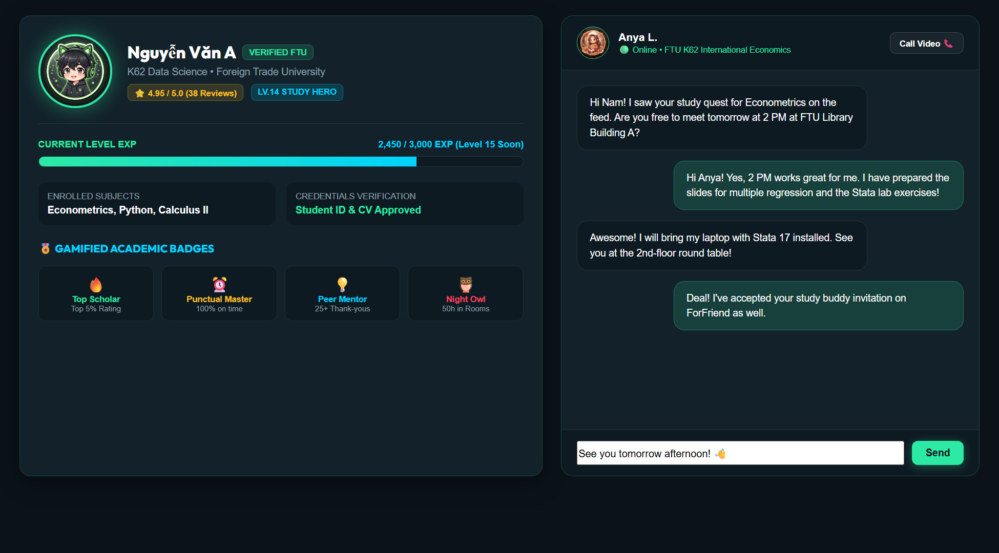 Nguyễn Văn A
VERIFIED FTU
K62 Data Science • Foreign Trade University
⭐ 4.95 / 5.0 (38 Reviews)
LV.14 STUDY HERO
CURRENT LEVEL EXP
2,450 / 3,000 EXP (Level 15 Soon)
ENROLLED SUBJECTS
Econometrics, Python, Calculus II
CREDENTIALS VERIFICATION
Student ID & CV Approved
🎖️ GAMIFIED ACADEMIC BADGES
Top Scholar
Top 5% Rating
Punctual Master
100% on time
Peer Mentor
25+ Thank-yous
Night Owl
50h in Rooms
Anya L.
Online • FTU K62 International Economics
Call Video 📞
Hi Nam! I saw your study quest for Econometrics on the
feed. Are you free to meet tomorrow at 2 PM at FTU Library
Building A?
Hi Anya! Yes, 2 PM works great for me. I have prepared the
slides for multiple regression and the Stata lab exercises!
Awesome! I will bring my laptop with Stata 17 installed. See
you at the 2nd-floor round table!
Deal! I've accepted your study buddy invitation on
ForFriend as well.
See you tomorrow afternoon! 👋
Send